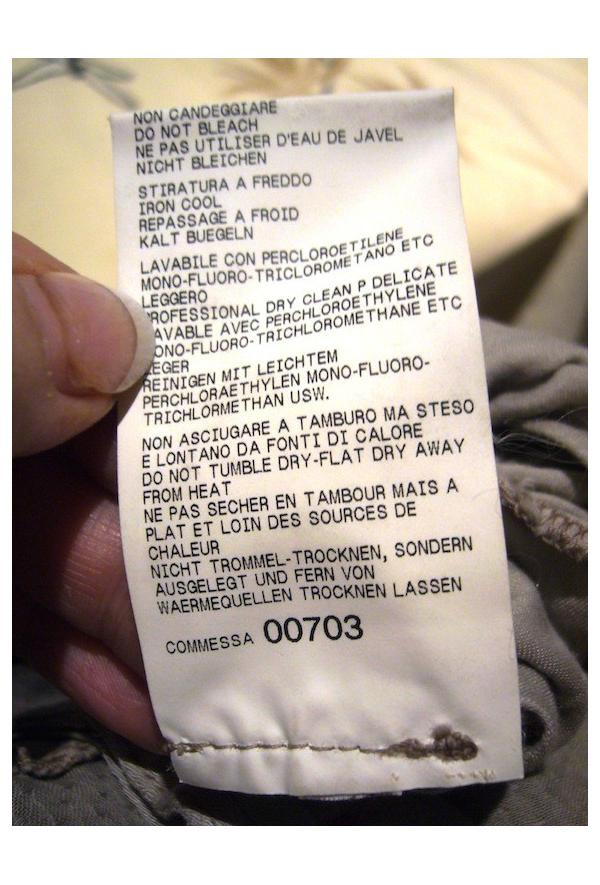 NON CANDEGGIARE
DO NOT BLEACH
NE PAS UTILISER D'EAU DE JAVEL
NICHT BLEICHEN
STIRATURA A FREDDO
IRON COOL
REPASSAGE A FROID
KALT BUEGELN
LAVABILE CON PERCLOROETILENE
MONO-FLUORO-TRICLOROMETANO ETC
LEGGERO
PROFESSIONAL DRY CLEAN P DELICATE
LAVABLE AVEC PERCHLOROETHYLENE
MONO-FLUORO-TRICHLOROMETHANE ETC
LEGER
REINIGEN MIT LEICHTEM
PERCHLORAETHYLEN MONO-FLUORO-
TRICHLORMETHAN USW.
NON ASCIUGARE A TAMBURO MA STESO
E LONTANO DA FONTI DI CALORE
DO NOT TUMBLE DRY-FLAT DRY AWAY
FROM HEAT
NE PAS SECHER EN TAMBOUR MAIS A
PLAT ET LOIN DES SOURCES DE
CHALEUR
NICHT TROMMEL-TROCKNEN, SONDERN
AUSGELEGT UND FERN VON
WAERMEQUELLEN TROCKNEN LASSEN
COMMESSA 00703